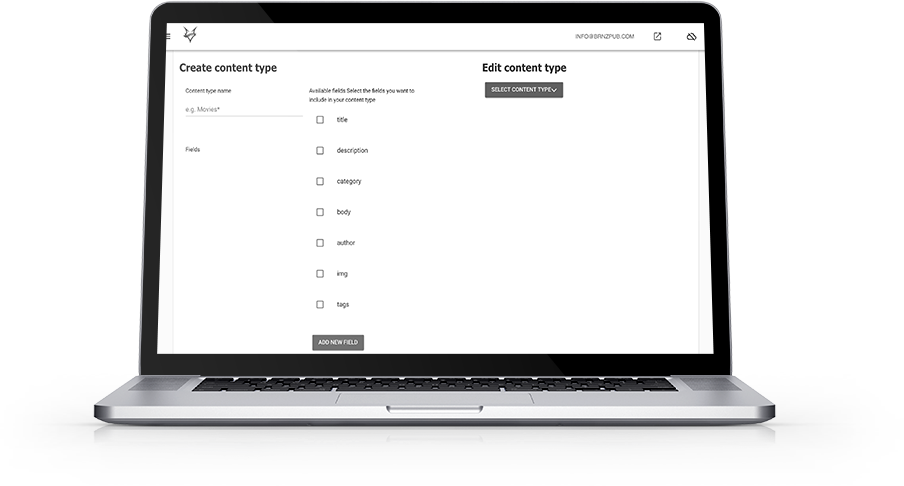 INFO@BRNZPUB.COM
Create content type
Edit content type
Content type name
Available fields Select the fields you want to
include in your content type
SELECT CONTENT TYPE
e.g. Movies*
title
Fields
description
category
body
author
img
tags
ADD NEW FIELD